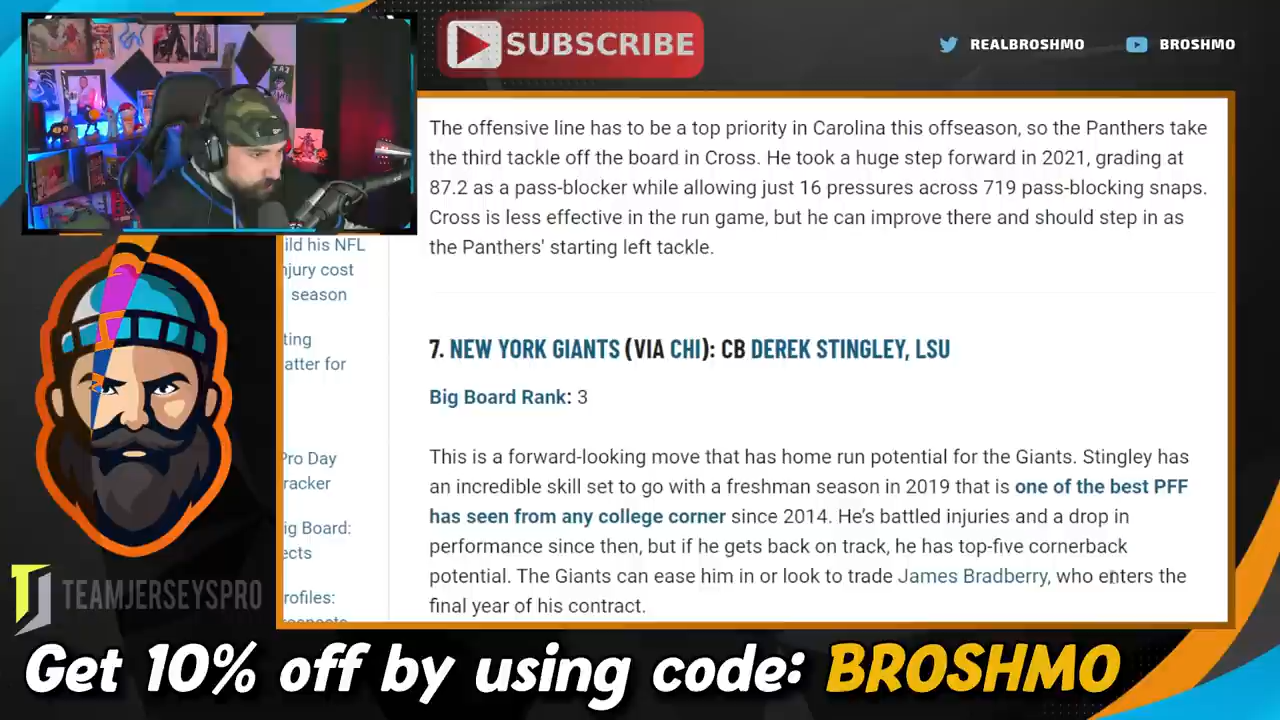 SUBSCRIBE
REALBROSHMO
BROSHMO
The offensive line has to be a top priority in Carolina this offseason, so the Panthers take
the third tackle off the board in Cross. He took a huge step forward in 2021, grading at
87.2 as a pass-blocker while allowing just 16 pressures across 719 pass-blocking snaps.
Cross is less effective in the run game, but he can improve there and should step in as
the Panthers' starting left tackle.
ild his NFL
njury cost
season
ting
atter for
Pro Day
racker
ig Board:
ects
rofiles:
7. NEW YORK GIANTS (VIA CHI): CB DEREK STINGLEY, LSU
Big Board Rank: 3
This is a forward-looking move that has home run potential for the Giants. Stingley has
an incredible skill set to go with a freshman season in 2019 that is one of the best PFF
has seen from any college corner since 2014. He's battled injuries and a drop in
performance since then, but if he gets back on track, he has top-five cornerback
potential. The Giants can ease him in or look to trade James Bradberry, who enters the
final year of his contract.
TJ TEAMJERSEYSPRO
Get 10% off by using code: BROSHMO